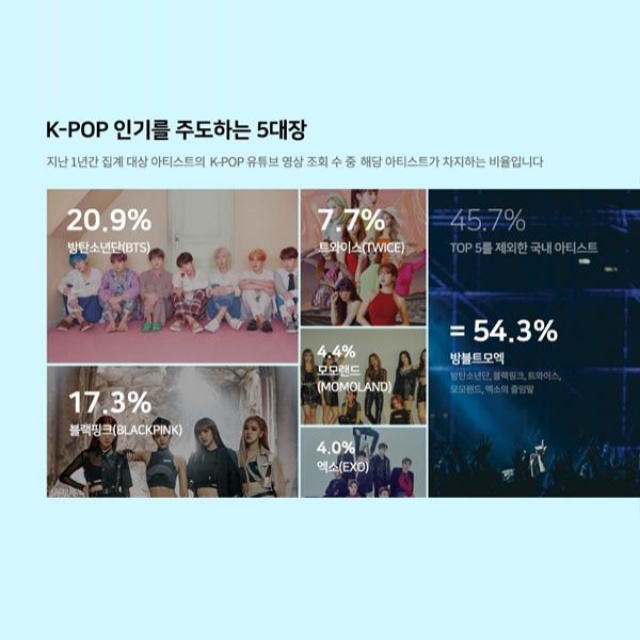 K-POP 인기를 주도하는 5대장
지난 1년간 집계 대상 아티스트의 K-POP 유튜브 영상 조회 수 중 해당 아티스트가 차지하는 비율입니다
20.9%
방탄소년단(BTS)
17.3%
블랙핑크(BLACKPINK)
7.7%
트와이스(TWICE)
4.4%
모모랜드
(MOMOLAND)
4.0%
엑소(EXO)
45.7%
TOP 5를 제외한 국내 아티스트
= 54.3%
방블트모엑
방탄소년단, 블랙핑크, 트와이스,
모모랜드, 엑소의 줄임말